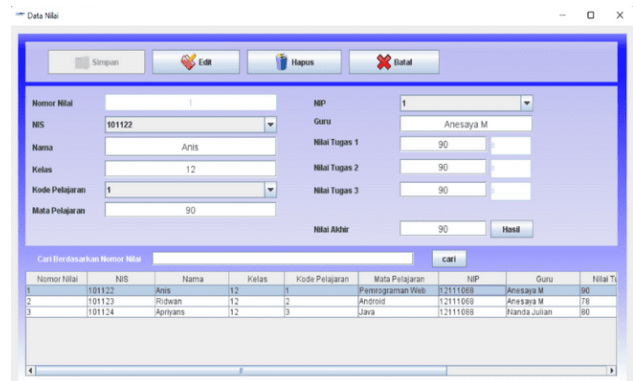 Data Nilai
Simpan Edit Hapus Batal
Nomor Nilai 1 NIP 1
NIS 101122 Guru Anesaya M
Nama Anis Nilai Tugas 1 90
Kelas 12 Nilai Tugas 2 90
Kode Pelajaran 1 Nilai Tugas 3 90
Mata Pelajaran 90
Nilai Akhir 90 Hasil
Cari Berdasarkan Nomor Nilai cari
Nomor Nilai NIS Nama Kelas Kode Pelajaran Mata Pelajaran NIP Guru Nilai Tu
1 101122 Anis 12 1 Pemrograman Web 12111068 Anesaya M 90
2 101123 Ridwan 12 2 Android 12111068 Anesaya M 78
3 101124 Apriyans 12 3 Java 12111088 Nanda Julian 80